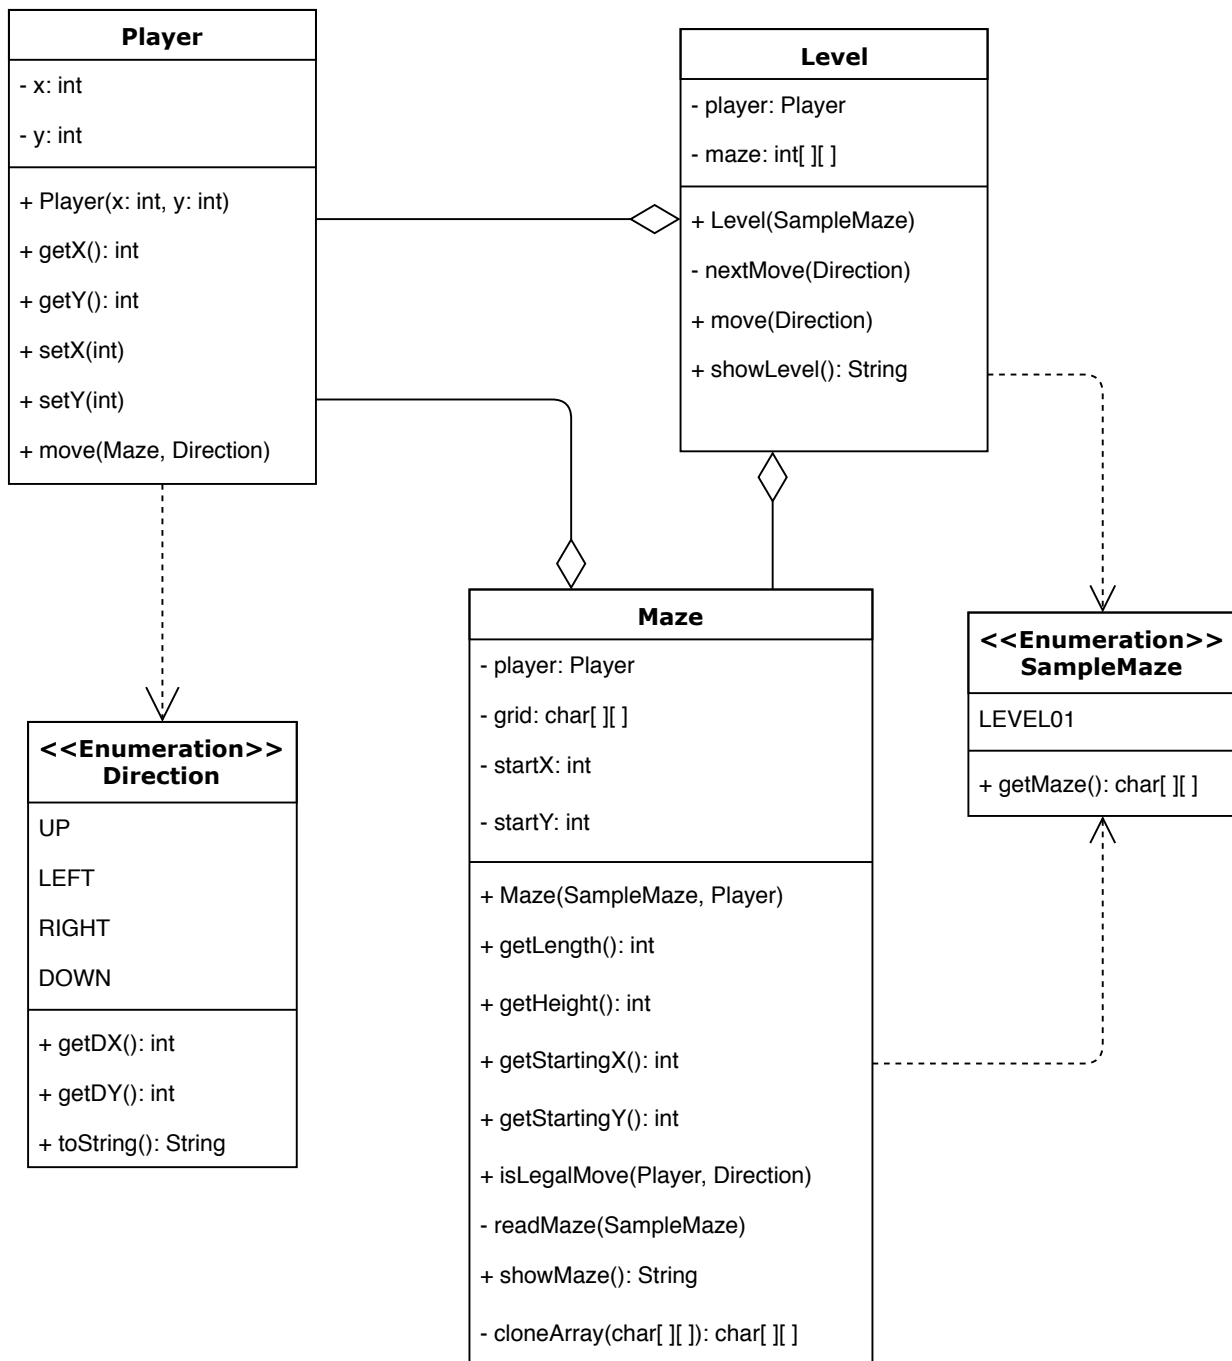 Player
- x: int
- y: int
+ Player(x: int, y: int)
+ getX(): int
+ getY(): int
+ setX(int)
+ setY(int)
+ move(Maze, Direction)
Level
- player: Player
- maze: int[ ][ ]
+ Level(SampleMaze)
- nextMove(Direction)
+ move(Direction)
+ showLevel(): String
Maze
- player: Player
- grid: char[ ][ ]
- startX: int
- startY: int
+ Maze(SampleMaze, Player)
+ getLength(): int
+ getHeight(): int
+ getStartingX(): int
+ getStartingY(): int
+ isLegalMove(Player, Direction)
- readMaze(SampleMaze)
+ showMaze(): String
- cloneArray(char[ ][ ]): char[ ][ ]
<<Enumeration>>
SampleMaze
LEVEL01
+ getMaze(): char[ ][ ]
<<Enumeration>>
Direction
UP
LEFT
RIGHT
DOWN
+ getDX(): int
+ getDY(): int
+ toString(): String